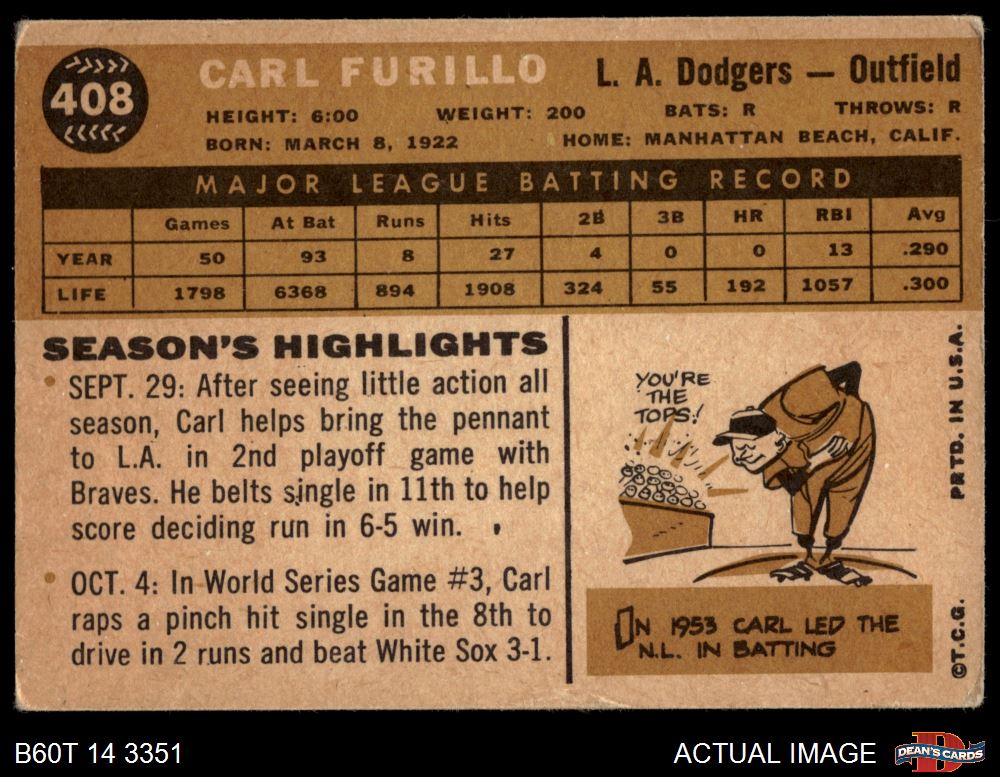 408
CARL FURILLO
L. A. Dodgers — Outfield
HEIGHT: 6:00 WEIGHT: 200 BATS: R THROWS: R
BORN: MARCH 8, 1922 HOME: MANHATTAN BEACH, CALIF.
MAJOR LEAGUE BATTING RECORD
Games At Bat Runs Hits 2B 3B HR RBI Avg
YEAR 50 93 8 27 4 0 0 13 .290
LIFE 1798 6368 894 1908 324 55 192 1057 .300
SEASON'S HIGHLIGHTS
• SEPT. 29: After seeing little action all
season, Carl helps bring the pennant
to L.A. in 2nd playoff game with
Braves. He belts single in 11th to help
score deciding run in 6-5 win.
• OCT. 4: In World Series Game #3, Carl
raps a pinch hit single in the 8th to
drive in 2 runs and beat White Sox 3-1.
YOU'RE
THE
TOPS!
IN 1953 CARL LED THE
N.L. IN BATTING
©T.C.G. PRTD. IN U.S.A.
B60T 14 3351
ACTUAL IMAGE
D
DEAN'S CARDS